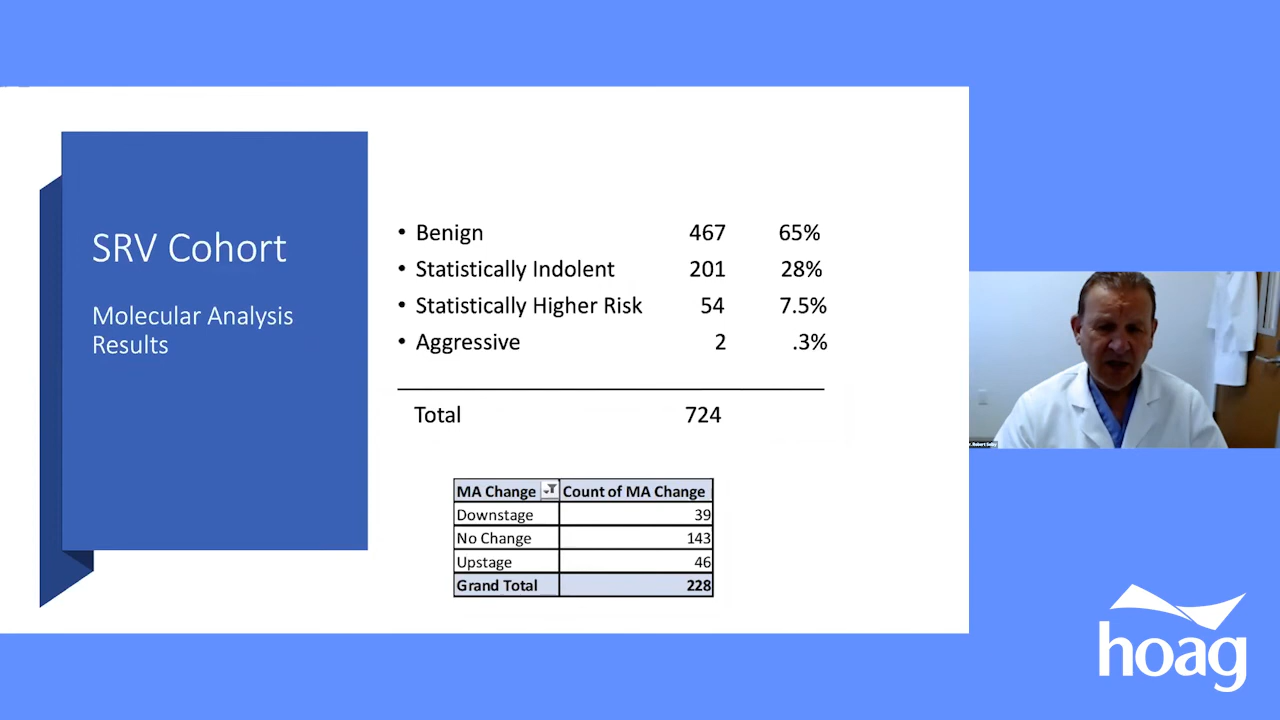 SRV Cohort
Molecular Analysis
Results
• Benign 467 65%
• Statistically Indolent 201 28%
• Statistically Higher Risk 54 7.5%
• Aggressive 2 .3%
Total 724
MA Change Count of MA Change
Downstage 39
No Change 143
Upstage 46
Grand Total 228
hoag